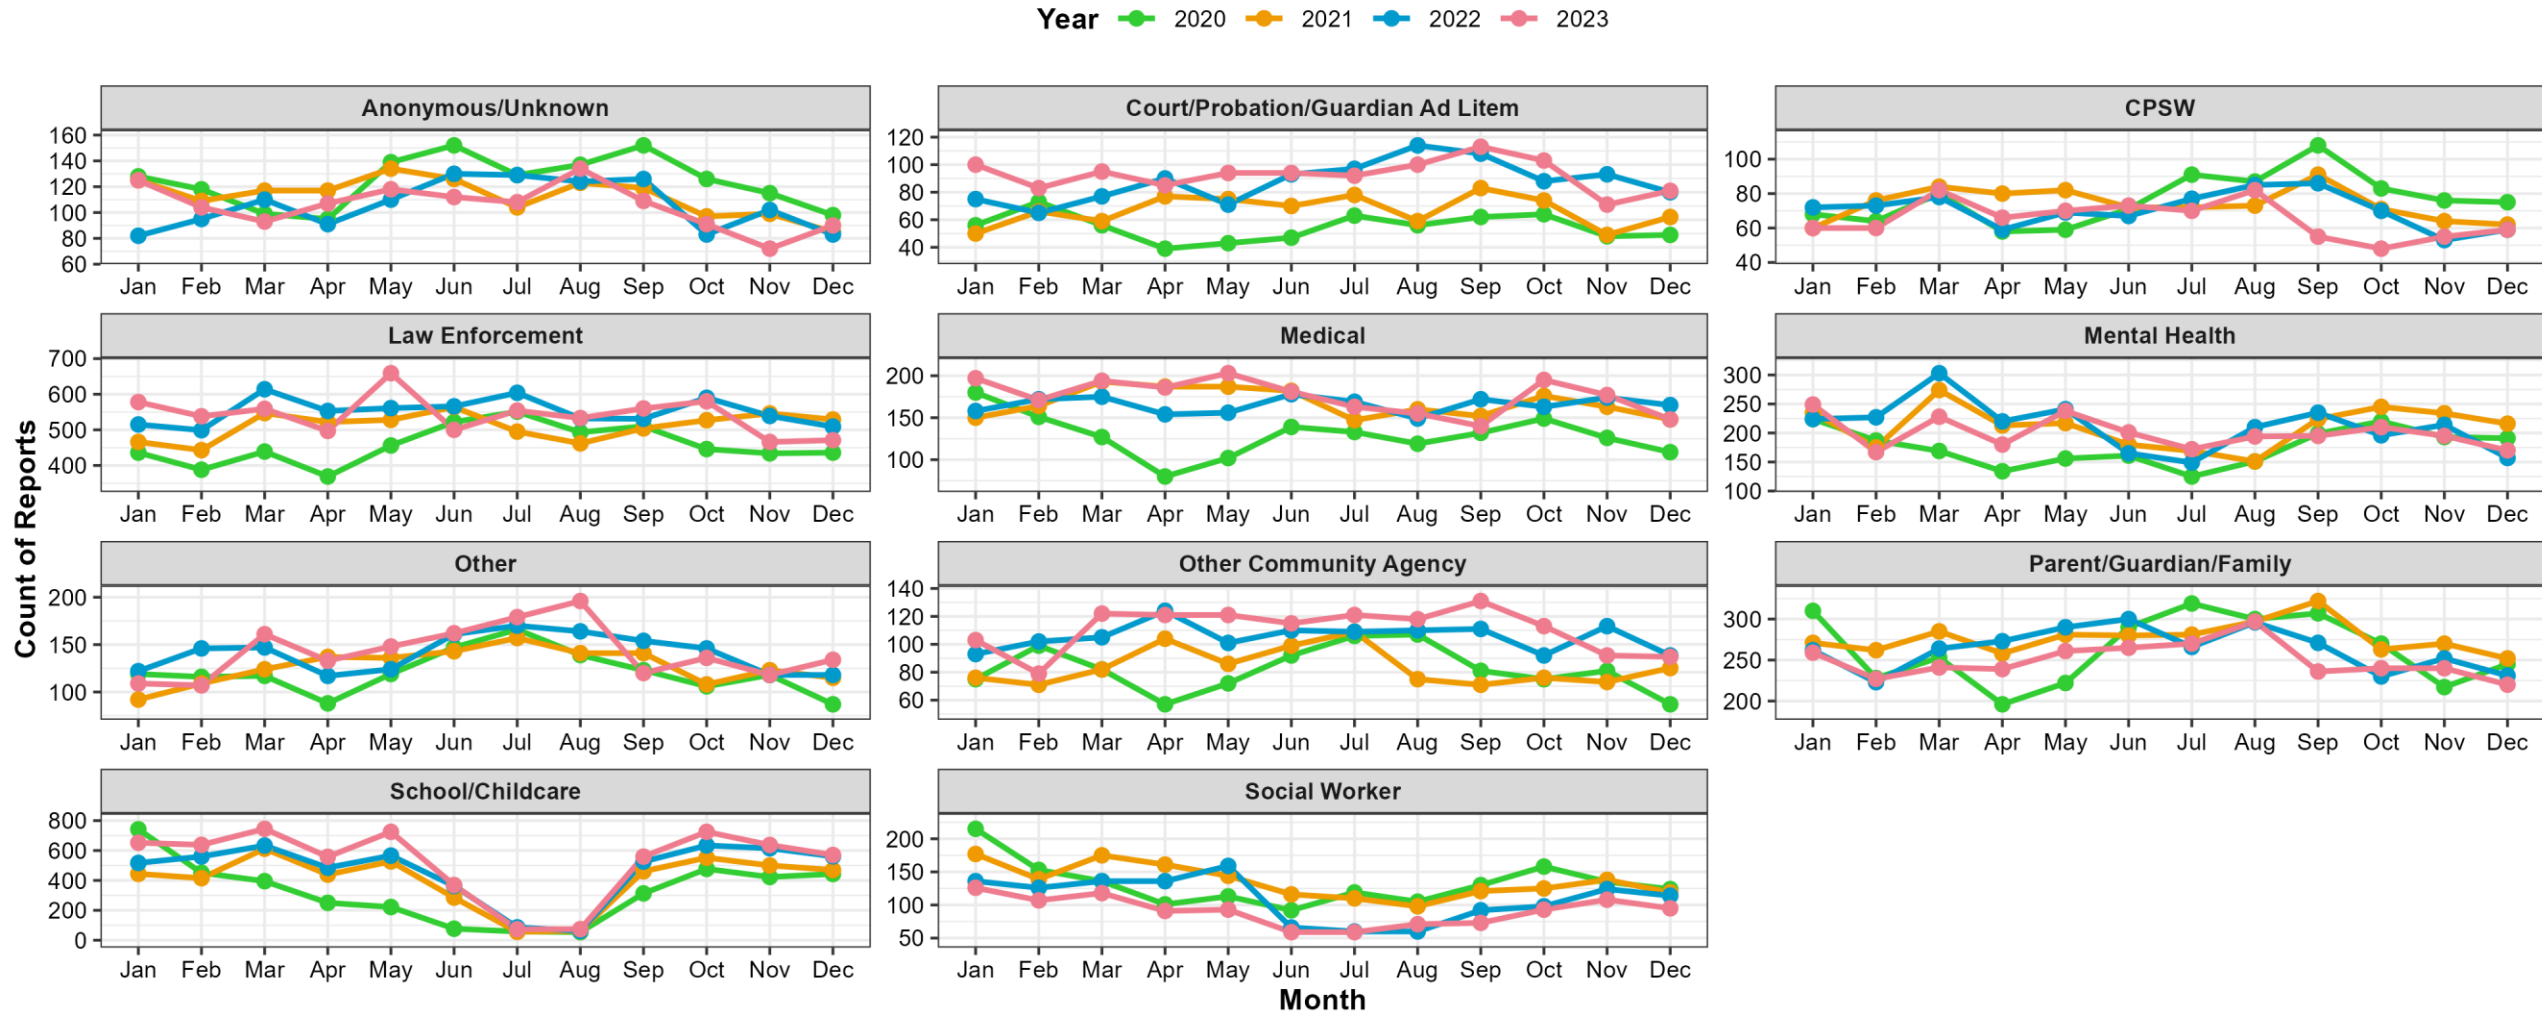 Year 2020 2021 2022 2023
Anonymous/Unknown Court/Probation/Guardian Ad Litem CPSW
160
140
120
100
80
60
120
100
80
60
40
100
80
60
40
Jan Feb Mar Apr May Jun Jul Aug Sep Oct Nov Dec
Jan Feb Mar Apr May Jun Jul Aug Sep Oct Nov Dec
Jan Feb Mar Apr May Jun Jul Aug Sep Oct Nov Dec
Law Enforcement Medical Mental Health
700
600
500
400
200
150
100
300
250
200
150
100
Jan Feb Mar Apr May Jun Jul Aug Sep Oct Nov Dec
Jan Feb Mar Apr May Jun Jul Aug Sep Oct Nov Dec
Jan Feb Mar Apr May Jun Jul Aug Sep Oct Nov Dec
Count of Reports
Other Other Community Agency Parent/Guardian/Family
200
150
100
140
120
100
80
60
300
250
200
Jan Feb Mar Apr May Jun Jul Aug Sep Oct Nov Dec
Jan Feb Mar Apr May Jun Jul Aug Sep Oct Nov Dec
Jan Feb Mar Apr May Jun Jul Aug Sep Oct Nov Dec
School/Childcare Social Worker
800
600
400
200
0
200
150
100
50
Jan Feb Mar Apr May Jun Jul Aug Sep Oct Nov Dec
Jan Feb Mar Apr May Jun Jul Aug Sep Oct Nov Dec
Month